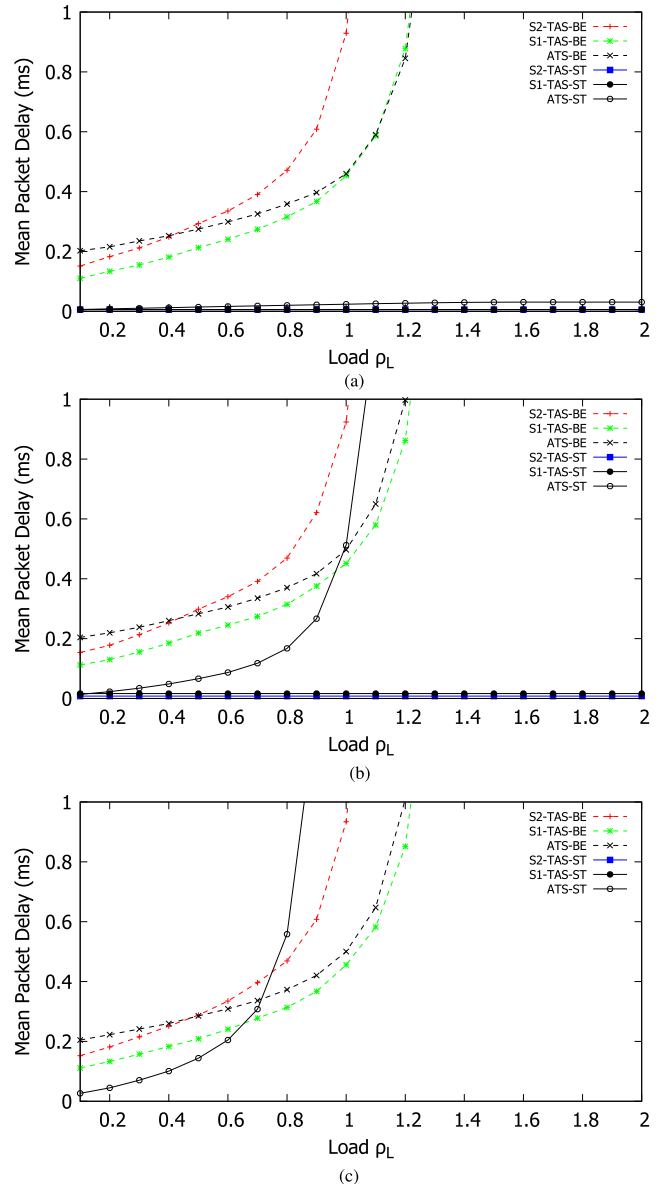 1
0.8
0.6
0.4
0.2
0
Mean Packet Delay (ms)
S2-TAS-BE
S1-TAS-BE
ATS-BE
S2-TAS-ST
S1-TAS-ST
ATS-ST
0.2 0.4 0.6 0.8 1 1.2 1.4 1.6 1.8 2
Load ρL
(a)
1
0.8
0.6
0.4
0.2
0
Mean Packet Delay (ms)
S2-TAS-BE
S1-TAS-BE
ATS-BE
S2-TAS-ST
S1-TAS-ST
ATS-ST
0.2 0.4 0.6 0.8 1 1.2 1.4 1.6 1.8 2
Load ρL
(b)
1
0.8
0.6
0.4
0.2
0
Mean Packet Delay (ms)
S2-TAS-BE
S1-TAS-BE
ATS-BE
S2-TAS-ST
S1-TAS-ST
ATS-ST
0.2 0.4 0.6 0.8 1 1.2 1.4 1.6 1.8 2
Load ρL
(c)